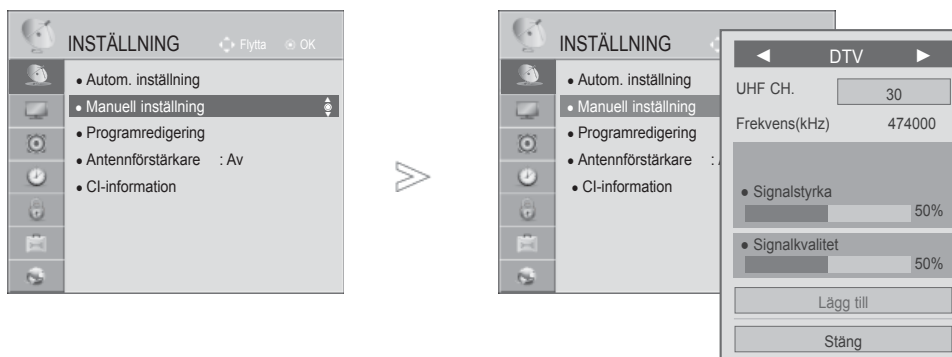 INSTÄLLNING Flytta OK
• Autom. inställning
• Manuell inställning
• Programredigering
• Antennförstärkare : Av
• CI-information
INSTÄLLNING
• Autom. inställning
• Manuell inställning
• Programredigering
• Antennförstärkare :
• CI-information
◄ DTV ►
UHF CH. 30
Frekvens(kHz) 474000
• Signalstyrka
50%
• Signalkvalitet
50%
Lägg till
Stäng